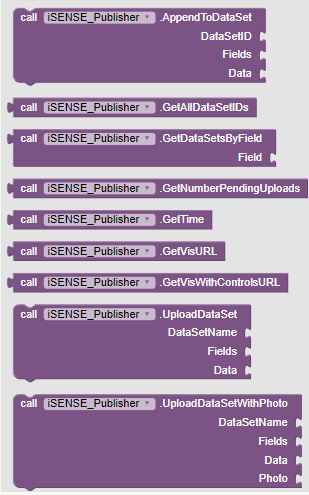 call iSENSE_Publisher .AppendToDataSet
DataSetID
Fields
Data
call iSENSE_Publisher .GetAllDataSetIDs
call iSENSE_Publisher .GetDataSetsByField
Field
call iSENSE_Publisher .GetNumberPendingUploads
call iSENSE_Publisher .GetTime
call iSENSE_Publisher .GetVisURL
call iSENSE_Publisher .GetVisWithControlsURL
call iSENSE_Publisher .UploadDataSet
DataSetName
Fields
Data
call iSENSE_Publisher .UploadDataSetWithPhoto
DataSetName
Fields
Data
Photo